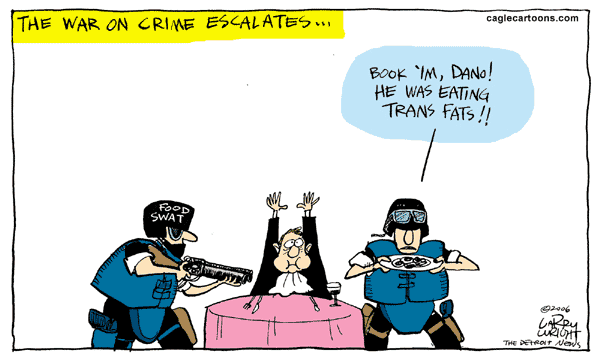 THE WAR ON CRIME ESCALATES...
caglecartoons.com
BOOK 'IM, DANO!
HE WAS EATING
TRANS FATS!!
FOOD
SWAT
©2006
LARRY
WRIGHT
THE DETROIT NEWS